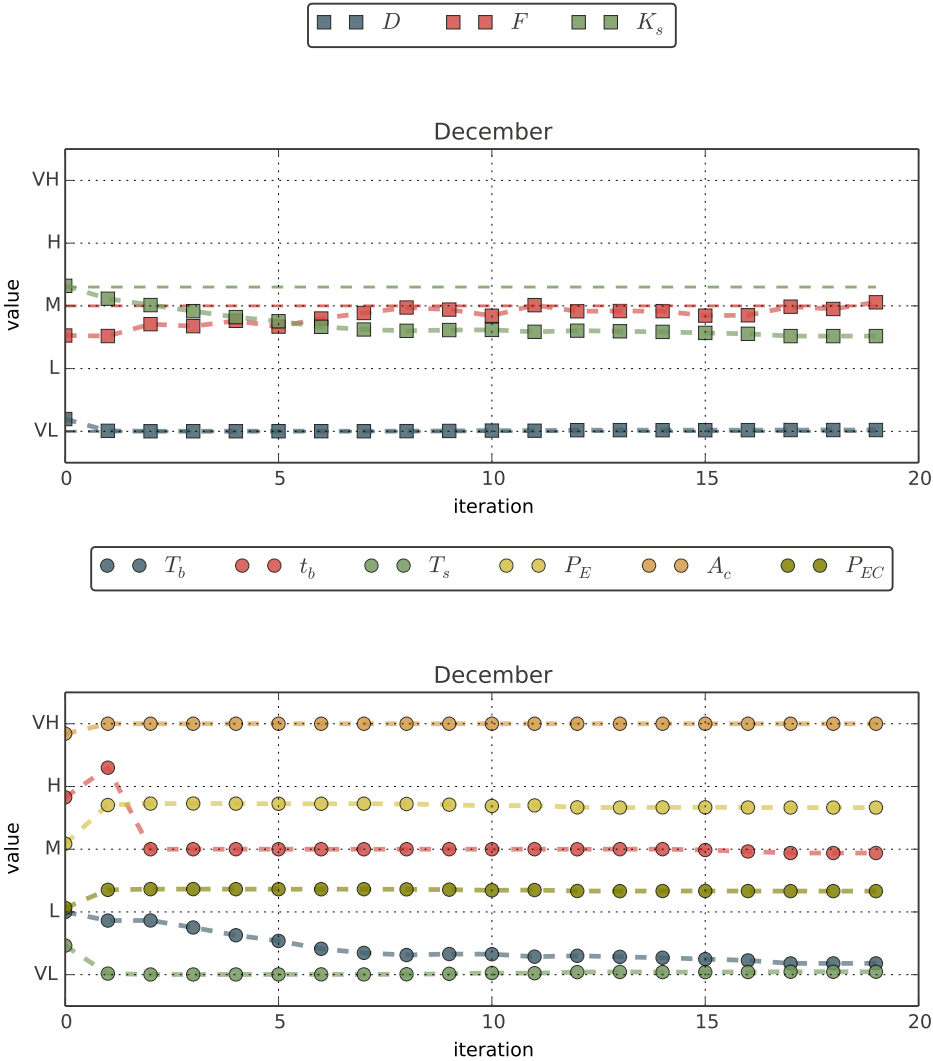 D F K_s
December
VH
H
M
L
VL
value
0 5 10 15 20
iteration
T_b t_b T_s P_E A_c P_EC
December
VH
H
M
L
VL
value
0 5 10 15 20
iteration